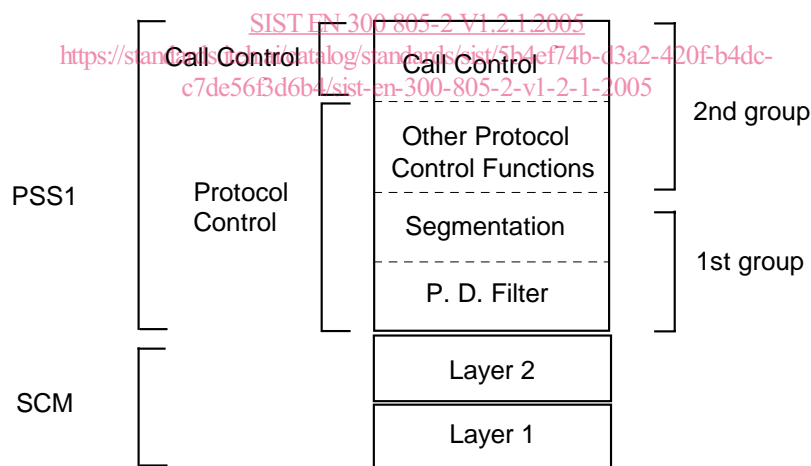 SIST EN 300 805-2 V1.2.1:2005
https://standards.iteh.ai/catalog/standards/sist/5b4ef74b-d3a2-420f-b4dc-
c7de56f3d6b4/sist-en-300-805-2-v1-2-1-2005
Call Control
Call Control
2nd group
Other Protocol
Control Functions
PSS1
Protocol
Control
Segmentation
1st group
P. D. Filter
Layer 2
SCM
Layer 1